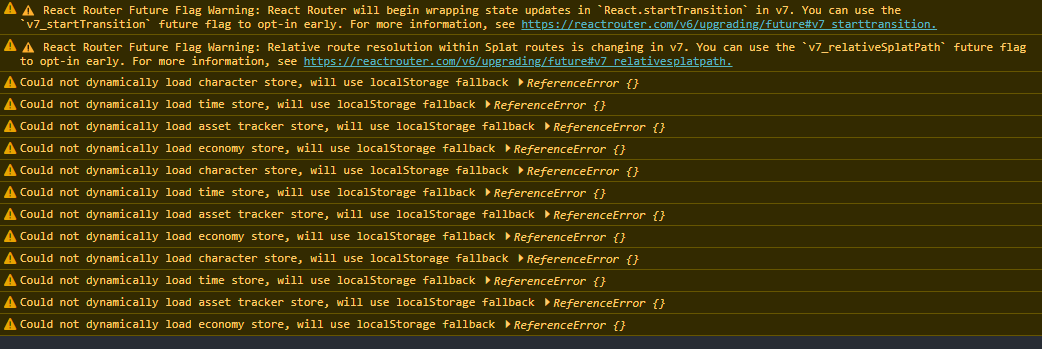 ⚠ React Router Future Flag Warning: React Router will begin wrapping state updates in `React.startTransition` in v7. You can use the
`v7_startTransition` future flag to opt-in early. For more information, see https://reactrouter.com/v6/upgrading/future#v7_starttransition.
⚠ React Router Future Flag Warning: Relative route resolution within Splat routes is changing in v7. You can use the `v7_relativeSplatPath` future flag
to opt-in early. For more information, see https://reactrouter.com/v6/upgrading/future#v7_relativesplatpath.
Could not dynamically load character store, will use localStorage fallback ▶ReferenceError {}
Could not dynamically load time store, will use localStorage fallback ▶ReferenceError {}
Could not dynamically load asset tracker store, will use localStorage fallback ▶ReferenceError {}
Could not dynamically load economy store, will use localStorage fallback ▶ReferenceError {}
Could not dynamically load character store, will use localStorage fallback ▶ReferenceError {}
Could not dynamically load time store, will use localStorage fallback ▶ReferenceError {}
Could not dynamically load asset tracker store, will use localStorage fallback ▶ReferenceError {}
Could not dynamically load economy store, will use localStorage fallback ▶ReferenceError {}
Could not dynamically load character store, will use localStorage fallback ▶ReferenceError {}
Could not dynamically load time store, will use localStorage fallback ▶ReferenceError {}
Could not dynamically load asset tracker store, will use localStorage fallback ▶ReferenceError {}
Could not dynamically load economy store, will use localStorage fallback ▶ReferenceError {}